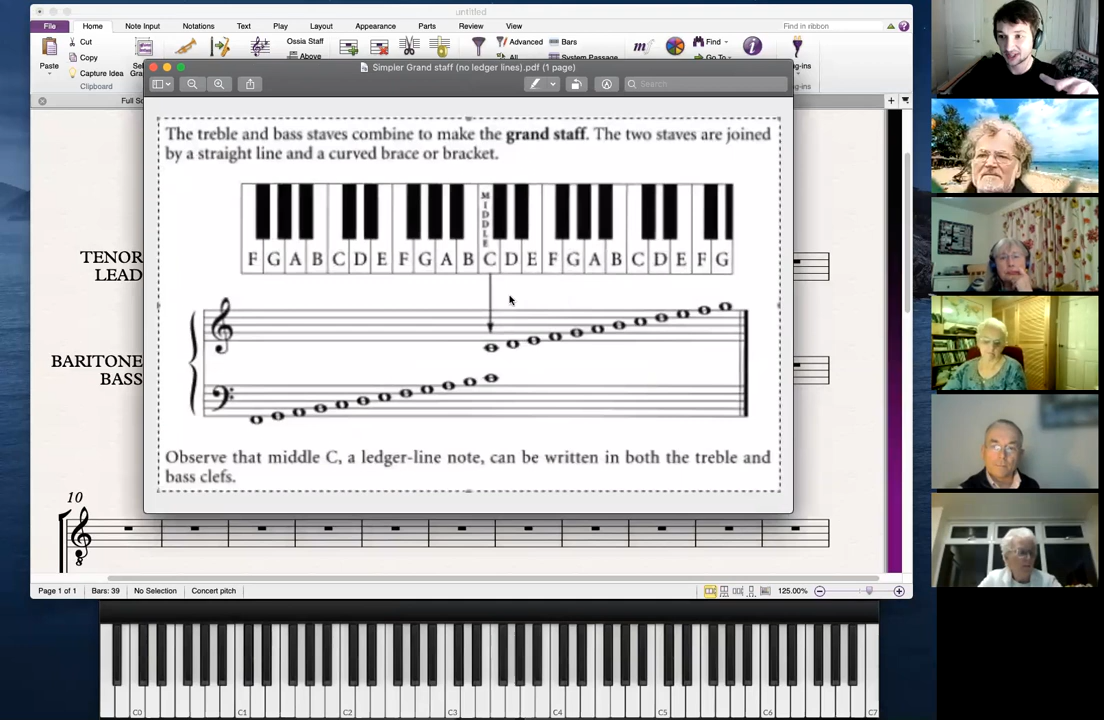 untitled
File Home Note Input Notations Text Play Layout Appearance Parts Review View Find in ribbon
Paste Cut Copy Capture Idea
Ossia Staff
Above
Advanced Bars Find
Clipboard
Simpler Grand staff (no ledger lines).pdf (1 page)
Search
The treble and bass staves combine to make the grand staff. The two staves are joined
by a straight line and a curved brace or bracket.
MIDDLE
F G A B C D E F G A B C D E F G A B C D E F G
Observe that middle C, a ledger-line note, can be written in both the treble and
bass clefs.
TENOR
LEAD
BARITONE
BASS
10
8
Page 1 of 1 Bars: 39 No Selection Concert pitch 125.00%
C0 C1 C2 C3 C4 C5 C6 C7